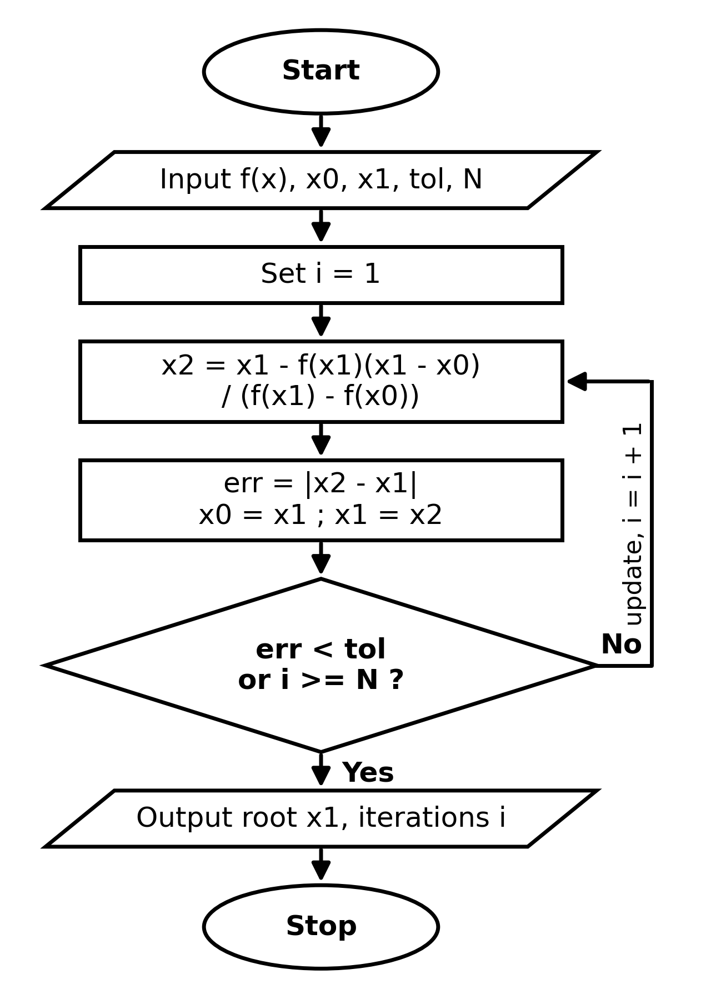 Start
Input f(x), x0, x1, tol, N
Set i = 1
x2 = x1 - f(x1)(x1 - x0)
/ (f(x1) - f(x0))
err = |x2 - x1|
x0 = x1 ; x1 = x2
update, i = i + 1
err < tol
or i >= N ?
No
Yes
Output root x1, iterations i
Stop